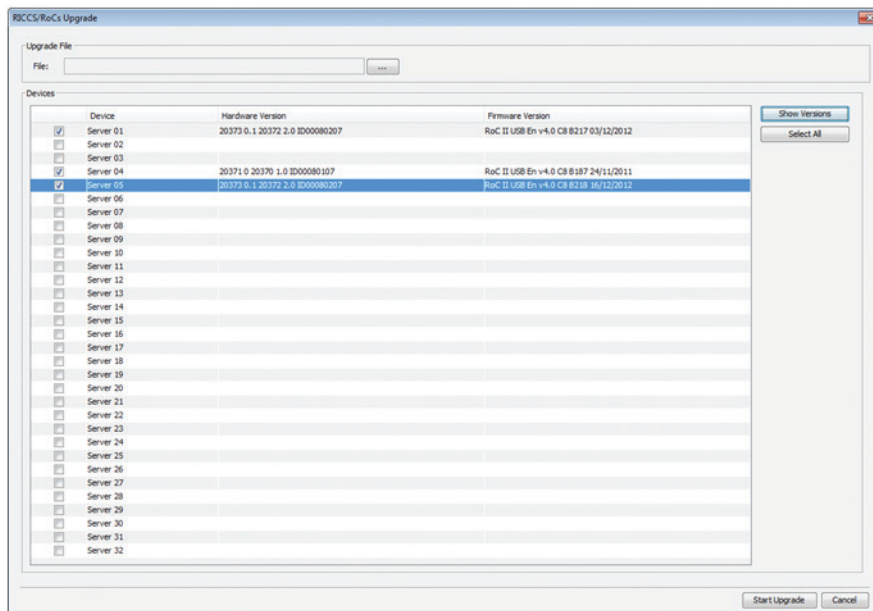 RICCS/RoCs Upgrade
Upgrade File
File:
...
Devices
Device Hardware Version Firmware Version
Show Versions
Select All
Server 01 20373 0.1 20372 2.0 ID00080207 RoC II USB En v4.0 C8 B217 03/12/2012
Server 02
Server 03
Server 04 20371 0 20370 1.0 ID00080107 RoC II USB En v4.0 C8 B187 24/11/2011
Server 05 20373 0.1 20372 2.0 ID00080207 RoC II USB En v4.0 C8 B218 16/12/2012
Server 06
Server 07
Server 08
Server 09
Server 10
Server 11
Server 12
Server 13
Server 14
Server 15
Server 16
Server 17
Server 18
Server 19
Server 20
Server 21
Server 22
Server 23
Server 24
Server 25
Server 26
Server 27
Server 28
Server 29
Server 30
Server 31
Server 32
Start Upgrade Cancel